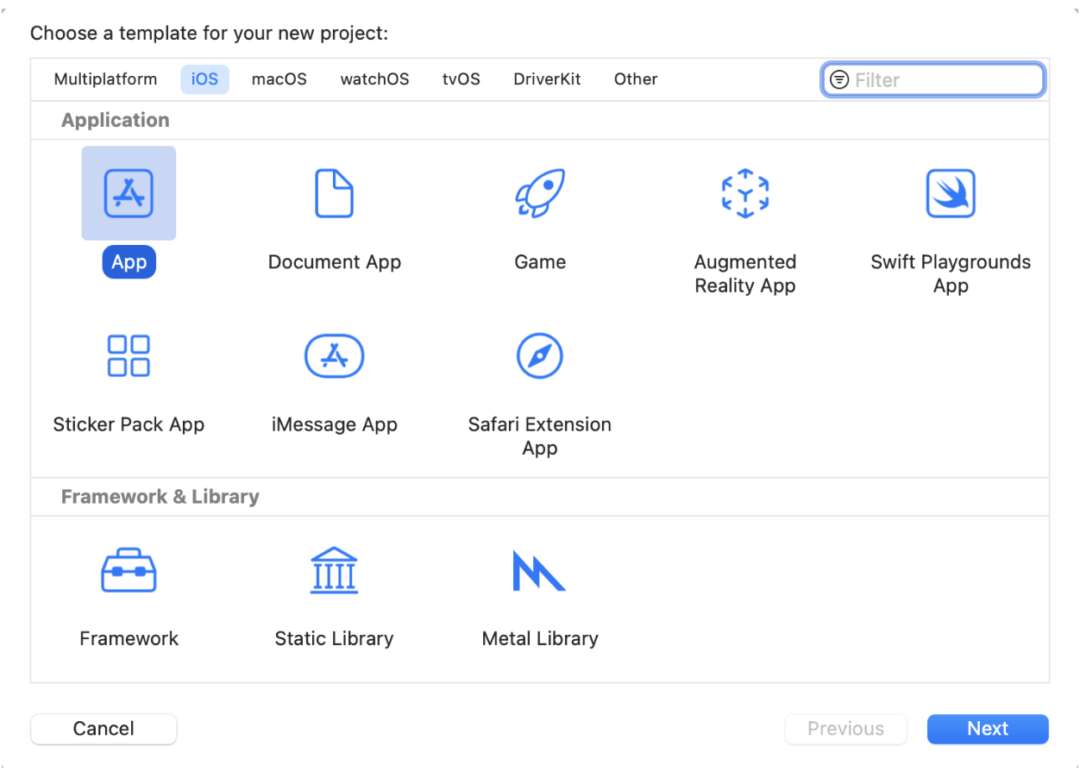 Choose a template for your new project:
Multiplatform iOS macOS watchOS tvOS DriverKit Other Filter
Application
App Document App Game Augmented Reality App Swift Playgrounds App
Sticker Pack App iMessage App Safari Extension App
Framework & Library
Framework Static Library Metal Library
Cancel Previous Next